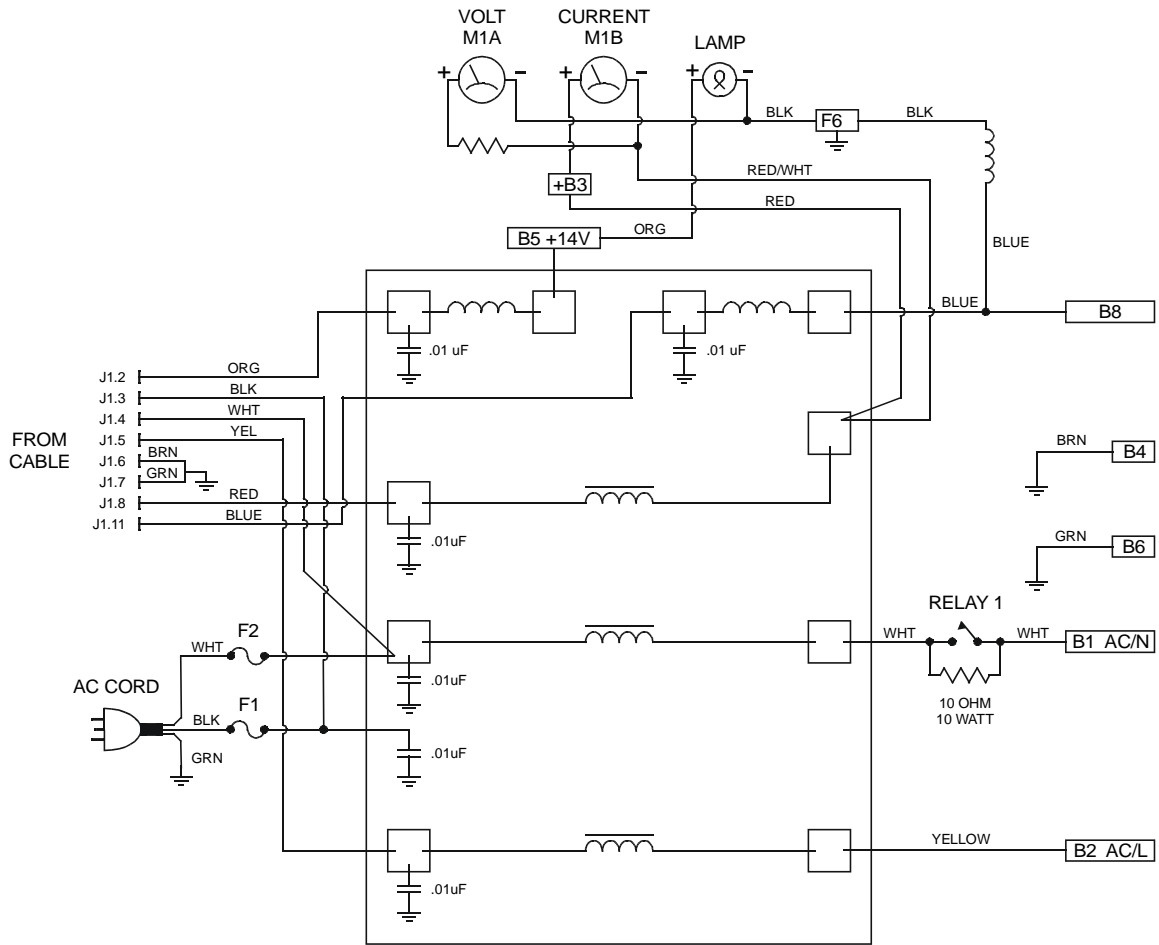 VOLT
M1A
CURRENT
M1B
LAMP
+
-
+
-
+
-
BLK
F6
BLK
RED/WHT
+B3
RED
B5 +14V
ORG
BLUE
BLUE
B8
.01 uF
.01 uF
FROM
CABLE
J1.2
ORG
J1.3
BLK
J1.4
WHT
J1.5
YEL
J1.6
BRN
J1.7
GRN
J1.8
RED
J1.11
BLUE
BRN
B4
.01uF
GRN
B6
RELAY 1
F2
WHT
WHT
WHT
B1 AC/N
.01uF
10 OHM
10 WATT
AC CORD
F1
BLK
GRN
.01uF
YELLOW
B2 AC/L
.01uF